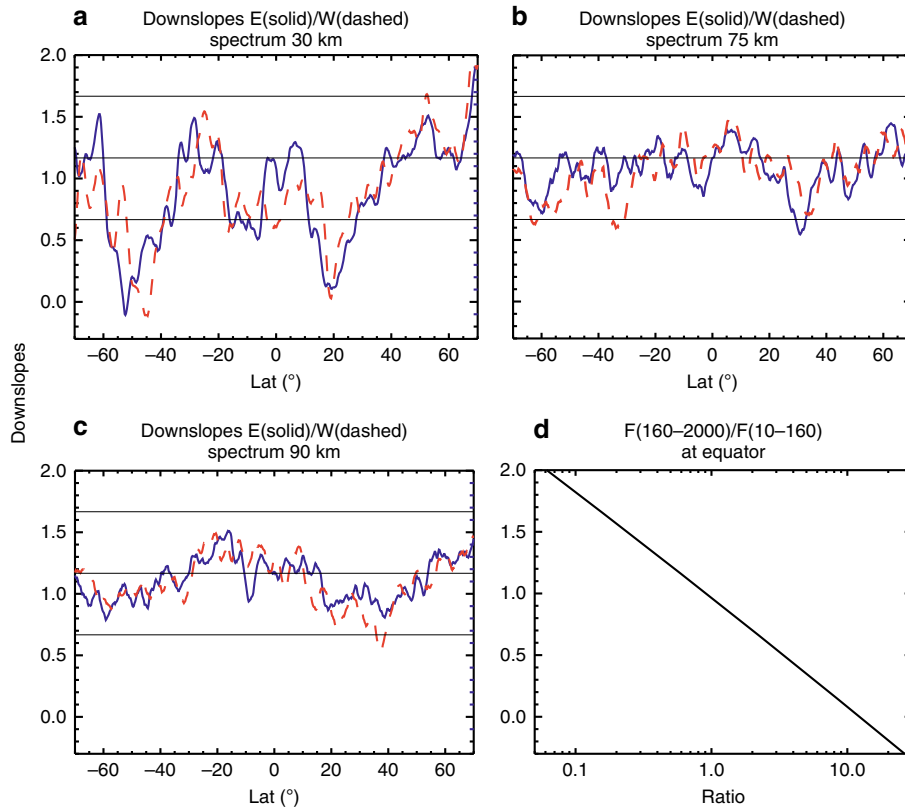 a
Downslopes E(solid)/W(dashed)
spectrum 30 km
2.0
1.5
1.0
0.5
0.0
−60 −40 −20 0 20 40 60
Lat (°)
b
Downslopes E(solid)/W(dashed)
spectrum 75 km
−60 −40 −20 0 20 40 60
Lat (°)
Downslopes
c
Downslopes E(solid)/W(dashed)
spectrum 90 km
2.0
1.5
1.0
0.5
0.0
−60 −40 −20 0 20 40 60
Lat (°)
d
F(160–2000)/F(10–160)
at equator
2.0
1.5
1.0
0.5
0.0
0.1 1.0 10.0
Ratio